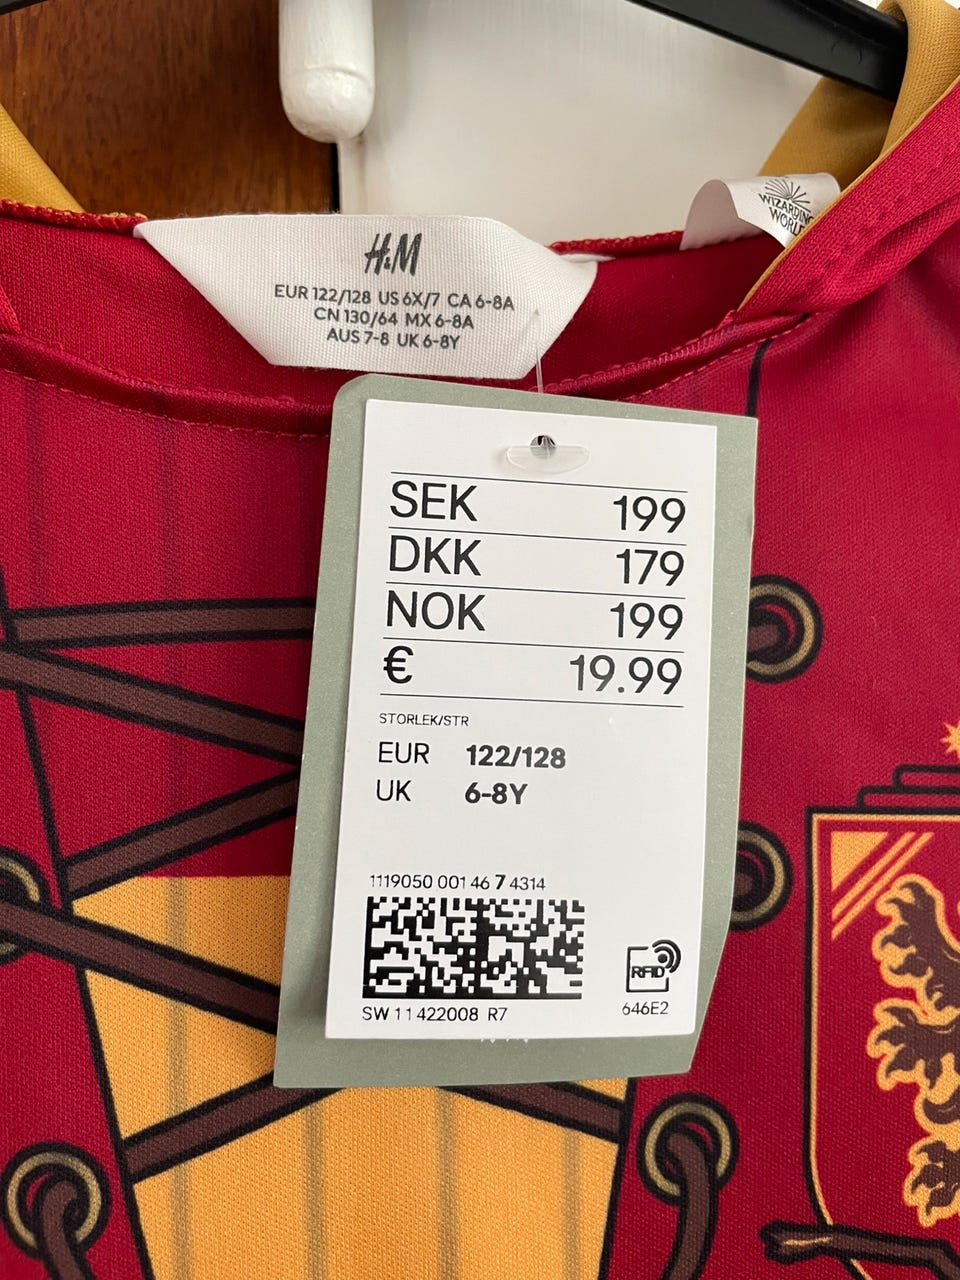 H&M
EUR 122/128 US 6X/7 CA 6-8A
CN 130/64 MX 6-8A
AUS 7-8 UK 6-8Y
WIZARDING
WORLD
SEK 199
DKK 179
NOK 199
€ 19.99
STORLEK/STR
EUR 122/128
UK 6-8Y
1119050 001 46 7 4314
RFID
SW 11 422008 R7
646E2